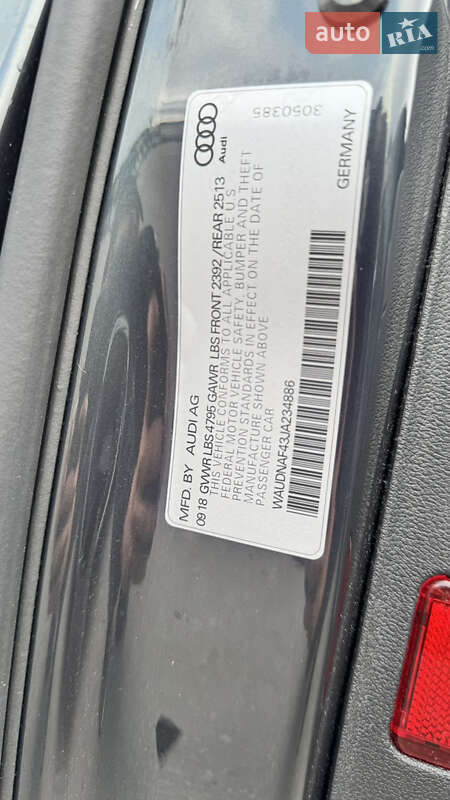 auto RIA
.com
3050385
Audi
GERMANY
MFD. BY AUDI AG
09 18 GVWR LBS 4795 GAWR LBS FRONT 2392 / REAR 2513
THIS VEHICLE CONFORMS TO ALL APPLICABLE U S
FEDERAL MOTOR VEHICLE SAFETY, BUMPER AND THEFT
PREVENTION STANDARDS IN EFFECT ON THE DATE OF
MANUFACTURE SHOWN ABOVE
PASSENGER CAR
WAUDNAF43JA234886